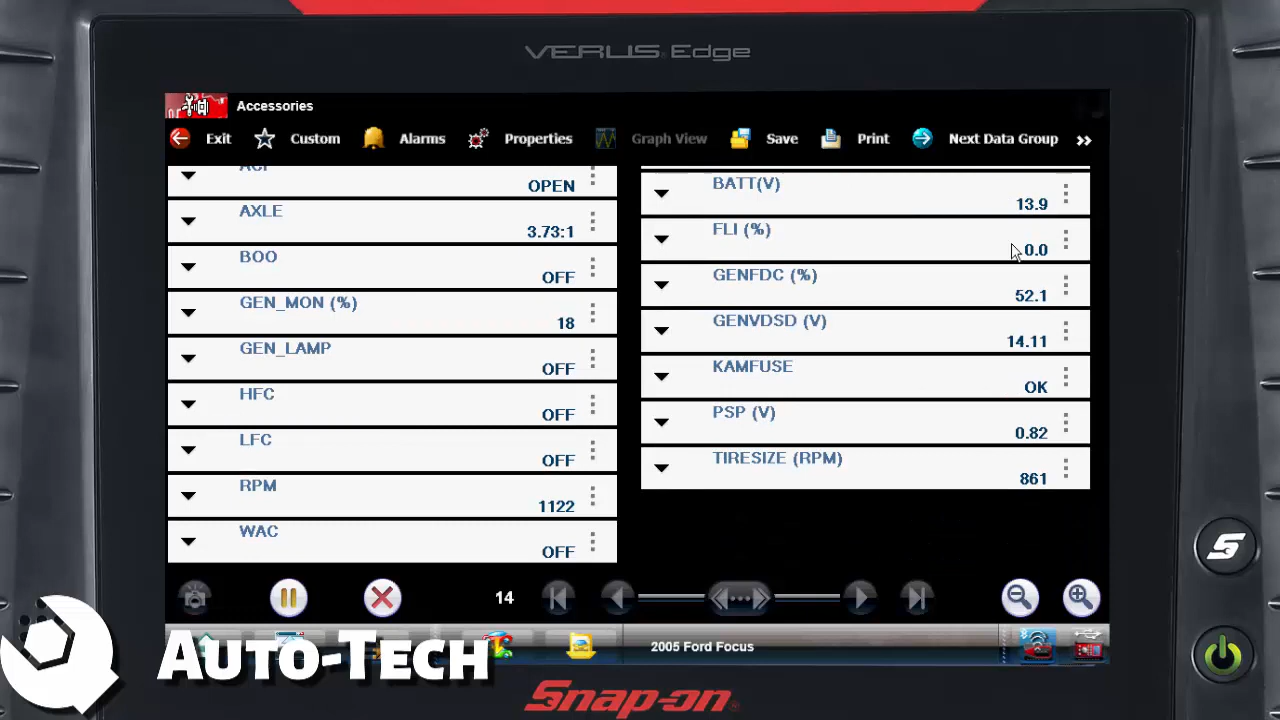 VERUS Edge
Accessories
Exit Custom Alarms Properties Graph View Save Print Next Data Group
ACP
OPEN
AXLE
3.73:1
BOO
OFF
GEN_MON (%)
18
GEN_LAMP
OFF
HFC
OFF
LFC
OFF
RPM
1122
WAC
OFF
BATT(V)
13.9
FLI (%)
0.0
GENFDC (%)
52.1
GENVDSD (V)
14.11
KAMFUSE
OK
PSP (V)
0.82
TIRESIZE (RPM)
861
14
2005 Ford Focus
AUTO-TECH
Snap-on